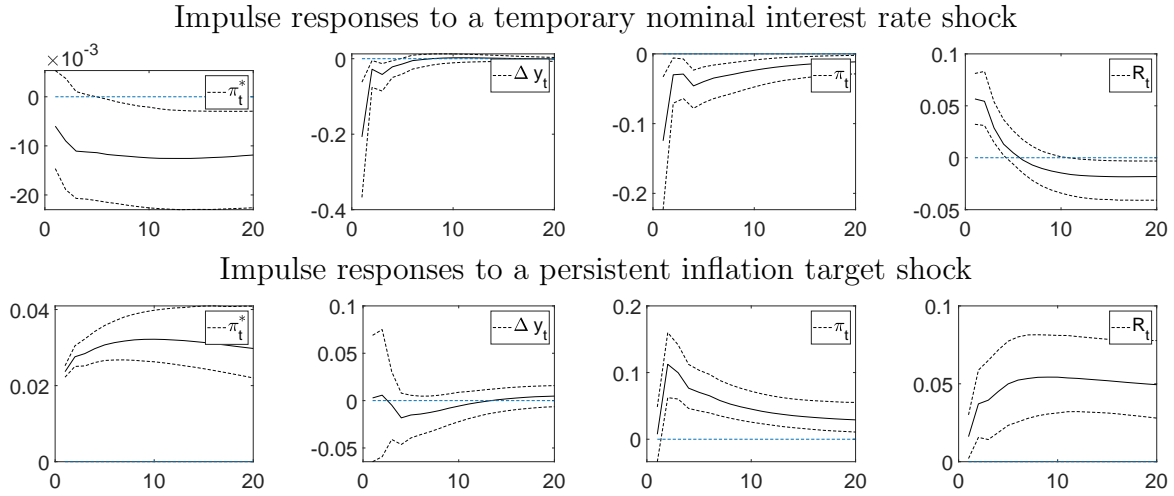 Impulse responses to a temporary nominal interest rate shock
×10⁻³
0
-10
-20
0 10 20
π*ₜ
0
-0.2
-0.4
0 10 20
Δ yₜ
0
-0.1
-0.2
0 10 20
πₜ
0.1
0.05
0
-0.05
0 10 20
Rₜ
Impulse responses to a persistent inflation target shock
0.04
0.02
0
0 10 20
π*ₜ
0.1
0.05
0
-0.05
0 10 20
Δ yₜ
0.2
0.1
0
0 10 20
πₜ
0.1
0.05
0
0 10 20
Rₜ